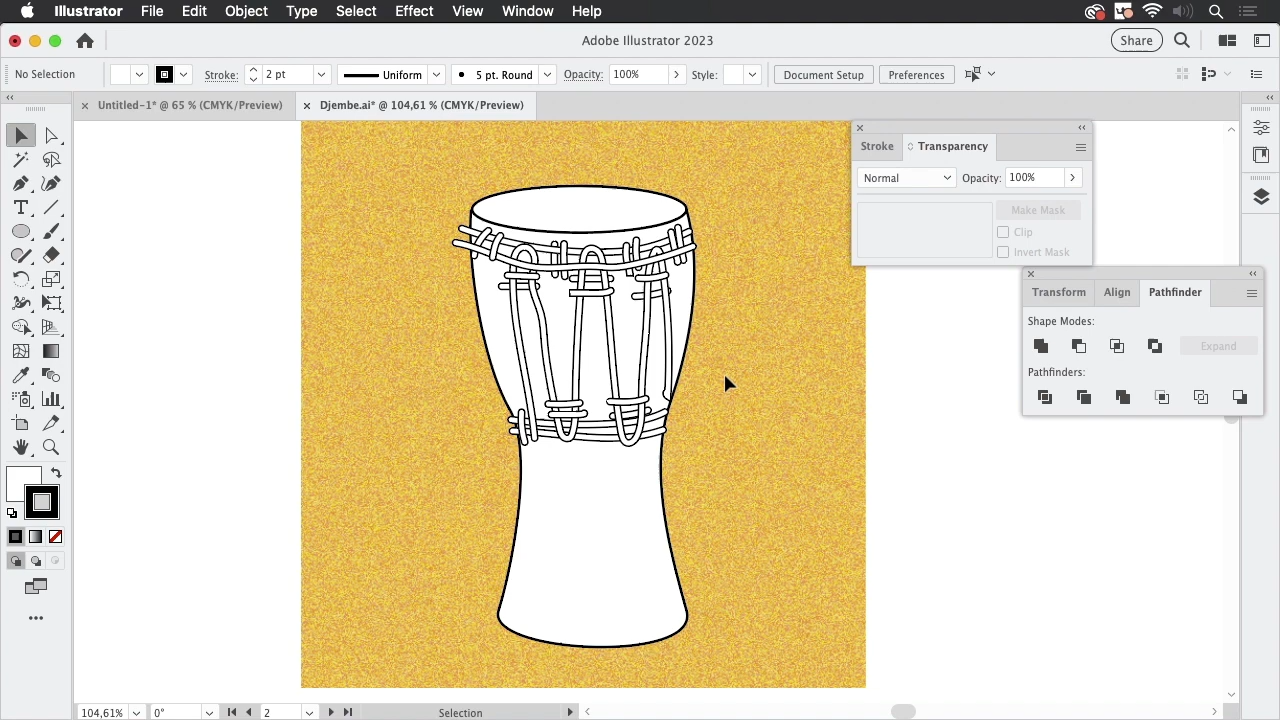 Illustrator File Edit Object Type Select Effect View Window Help
Adobe Illustrator 2023
Share
No Selection Stroke: 2 pt Uniform 5 pt. Round Opacity: 100% Style: Document Setup Preferences
Untitled-1* @ 65 % (CMYK/Preview) Djembe.ai* @ 104,61 % (CMYK/Preview)
Stroke Transparency
Normal Opacity: 100%
Make Mask
Clip
Invert Mask
Transform Align Pathfinder
Shape Modes:
Expand
Pathfinders:
104,61% 0° 2 Selection